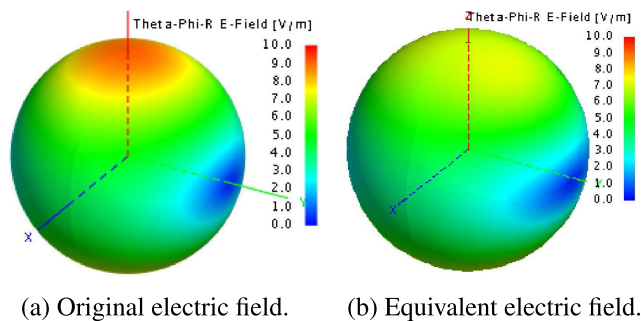 Theta-Phi-R E-Field [V/m]
10.0
9.0
8.0
7.0
6.0
5.0
4.0
3.0
2.0
1.0
0.0
X
Y
(a) Original electric field.
Z
Theta-Phi-R E-Field [V/m]
10.0
9.0
8.0
7.0
6.0
5.0
4.0
3.0
2.0
1.0
0.0
X
Y
(b) Equivalent electric field.